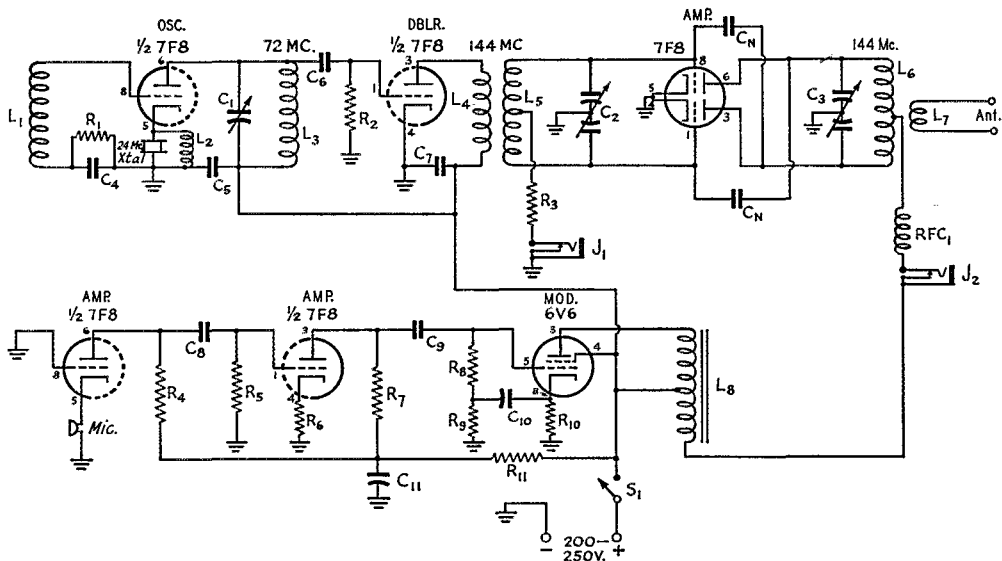 OSC.
½ 7F8
72 MC.
DBLR.
½ 7F8
144 MC
AMP.
7F8
144 Mc.
C6
CN
L1
8
6
5
R1
24 Mc
Xtal
C4
L2
C5
C1
L3
R2
1
3
4
C7
L4
L5
C2
R3
J1
8
5
2
6
3
1
CN
C3
L6
L7
Ant.
RFC1
J2
AMP.
½ 7F8
AMP.
½ 7F8
MOD.
6V6
8
6
5
Mic.
C8
R4
R5
1
3
4
R6
R7
C9
R8
R9
C10
5
3
4
8
R10
L8
C11
R11
S1
- 200- +
250V.